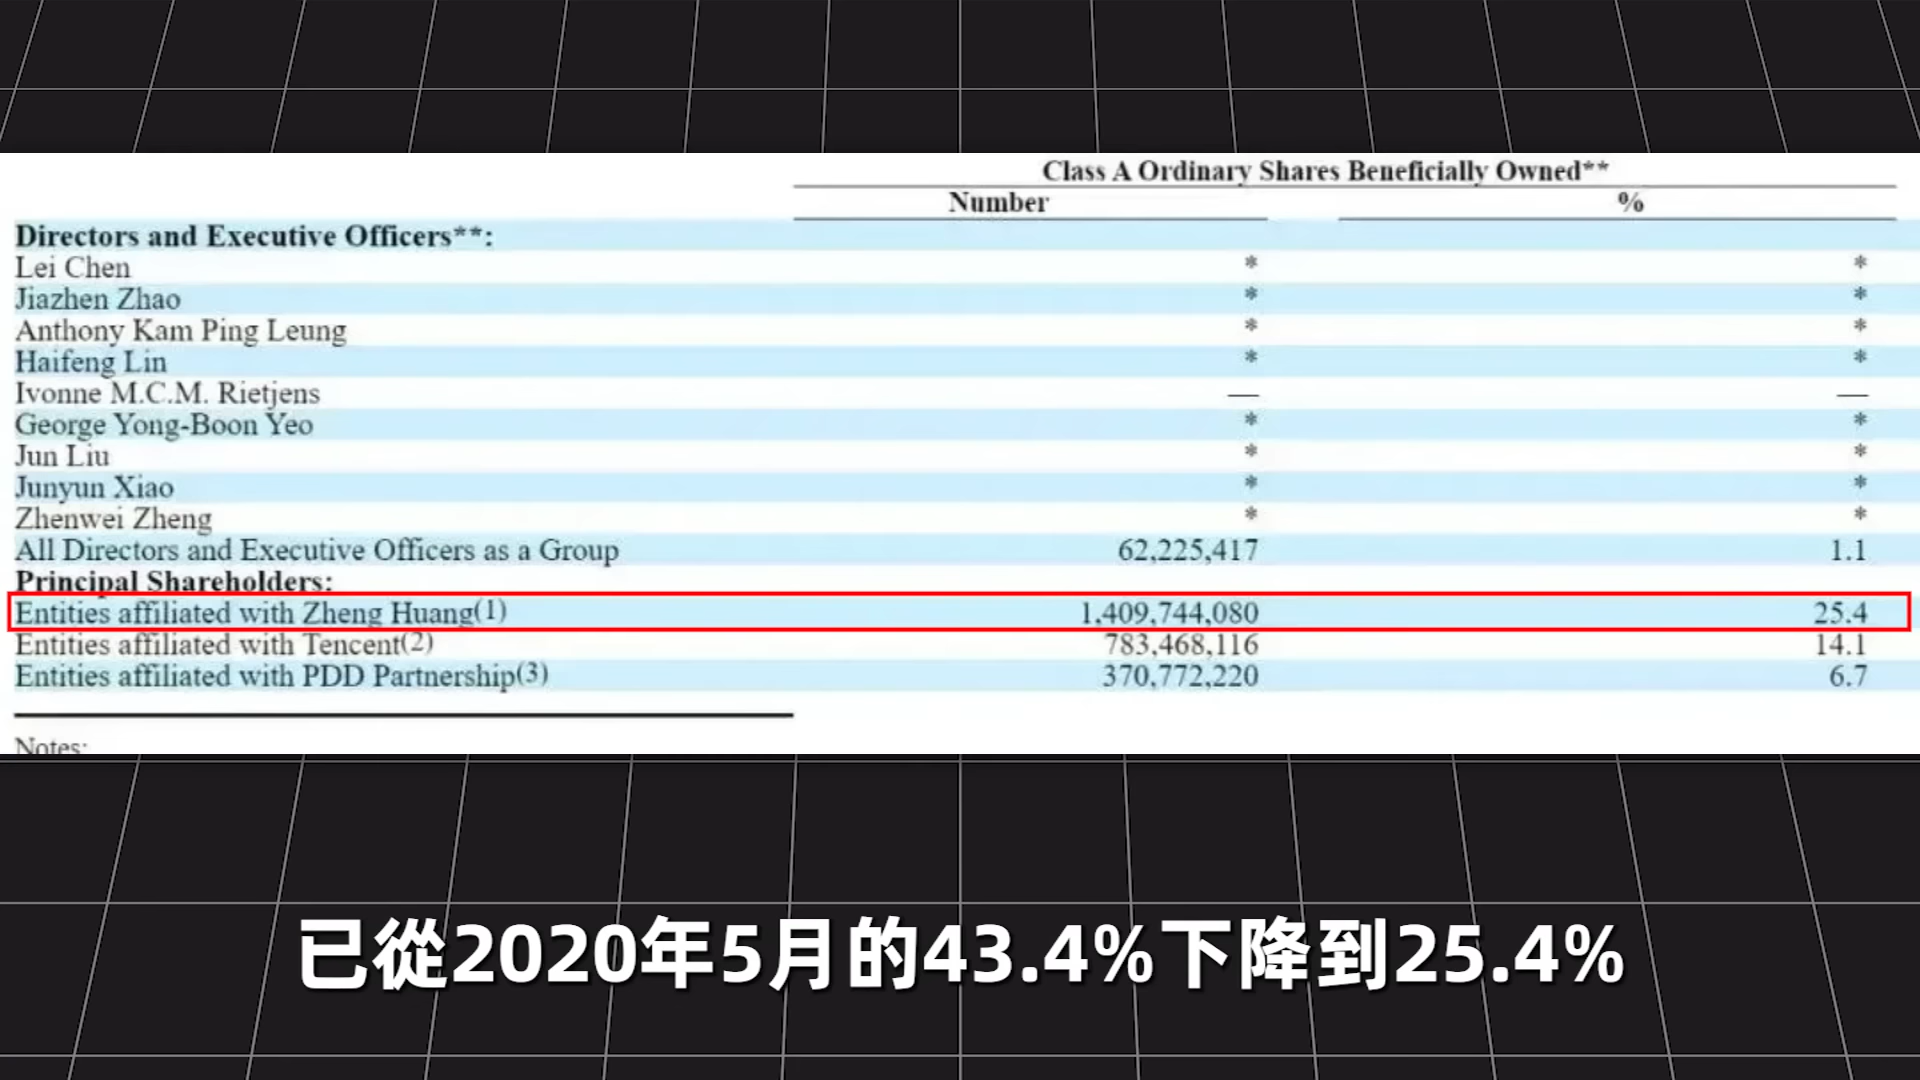 Class A Ordinary Shares Beneficially Owned**
Number %
Directors and Executive Officers**:
Lei Chen * *
Jiazhen Zhao * *
Anthony Kam Ping Leung * *
Haifeng Lin * *
Ivonne M.C.M. Rietjens — —
George Yong-Boon Yeo * *
Jun Liu * *
Junyun Xiao * *
Zhenwei Zheng * *
All Directors and Executive Officers as a Group 62,225,417 1.1
Principal Shareholders:
Entities affiliated with Zheng Huang(1) 1,409,744,080 25.4
Entities affiliated with Tencent(2) 783,468,116 14.1
Entities affiliated with PDD Partnership(3) 370,772,220 6.7
Notes:
已從2020年5月的43.4%下降到25.4%